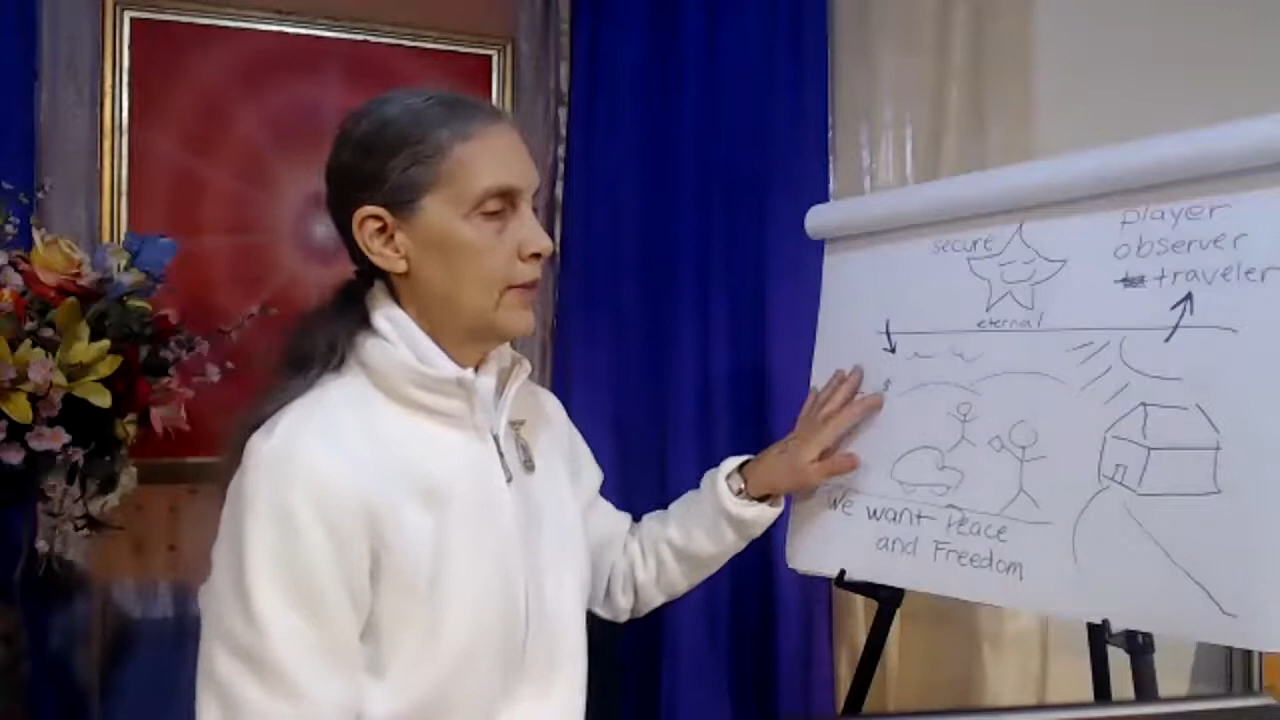 secure
eternal
player
observer
traveler
$
We want Peace
and Freedom